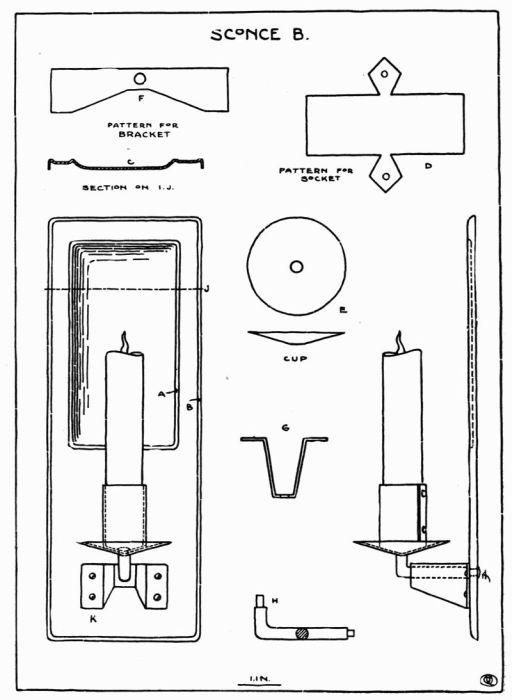 SCONCE B.
F
PATTERN FOR
BRACKET
C
SECTION ON I.J.
PATTERN FOR
SOCKET
D
J
E
CUP
A
B
G
K
H
1.IN.